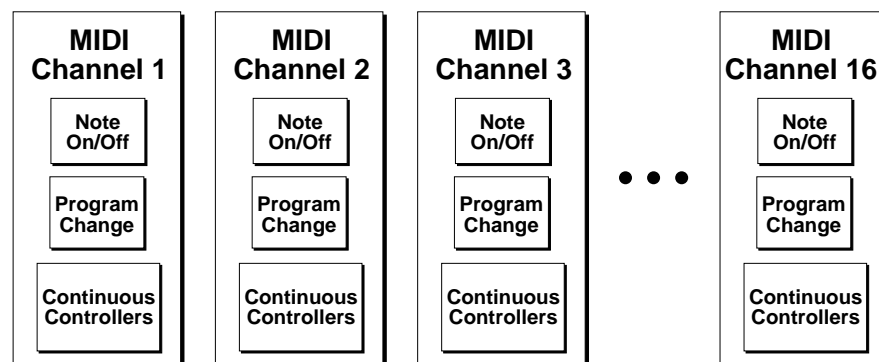 MIDI
Channel 1
Note
On/Off
Program
Change
Continuous
Controllers
MIDI
Channel 2
Note
On/Off
Program
Change
Continuous
Controllers
MIDI
Channel 3
Note
On/Off
Program
Change
Continuous
Controllers
MIDI
Channel 16
Note
On/Off
Program
Change
Continuous
Controllers